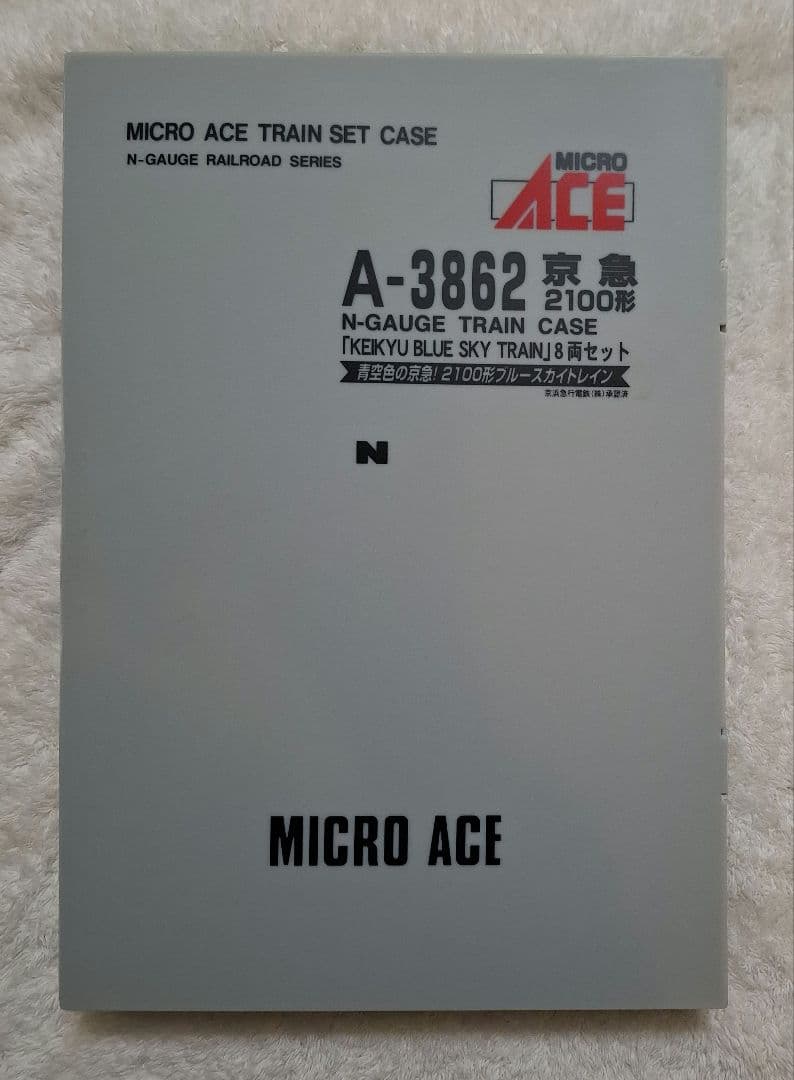 MICRO ACE TRAIN SET CASE
N-GAUGE RAILROAD SERIES
MICRO
ACE
A-3862 京急
2100形
N-GAUGE TRAIN CASE
「KEIKYU BLUE SKY TRAIN」8両セット
青空色の京急!2100形ブルースカイトレイン
京浜急行電鉄(株)承認済
N
MICRO ACE